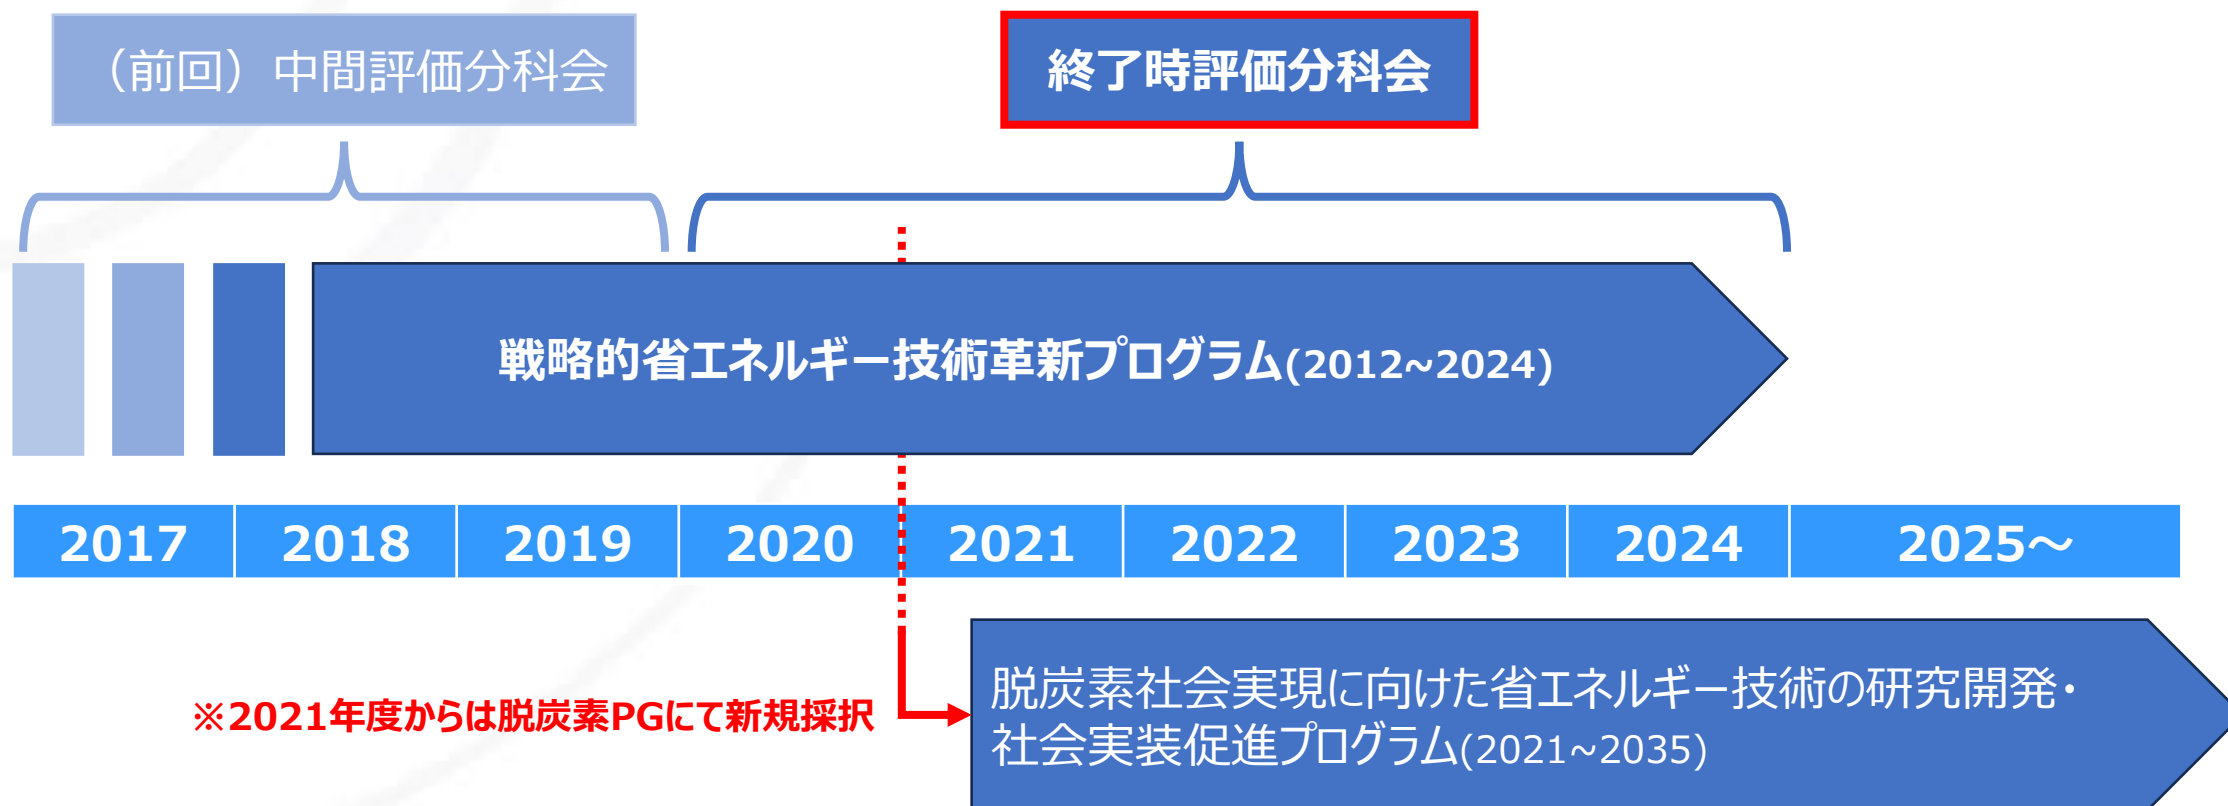 （前回）中間評価分科会
終了時評価分科会
戦略的省エネルギー技術革新プログラム(2012~2024)
2017
2018
2019
2020
2021
2022
2023
2024
2025～
※2021年度からは脱炭素PGにて新規採択
脱炭素社会実現に向けた省エネルギー技術の研究開発・
社会実装促進プログラム(2021~2035)